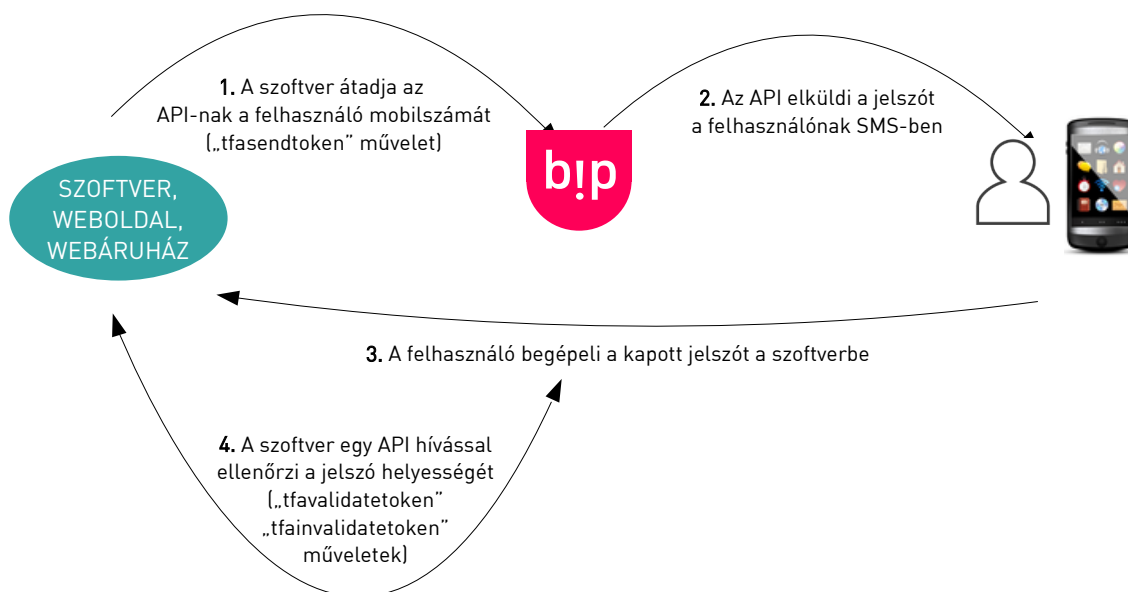 1. A szoftver átadja az
API-nak a felhasználó mobilszámát
(„tfasendtoken” művelet)
2. Az API elküldi a jelszót
a felhasználónak SMS-ben
b!p
SZOFTVER,
WEBOLDAL,
WEBÁRUHÁZ
3. A felhasználó begépeli a kapott jelszót a szoftverbe
4. A szoftver egy API hívással
ellenőrzi a jelszó helyességét
(„tfavalidatetoken”
„tfainvalidatetoken”
műveletek)